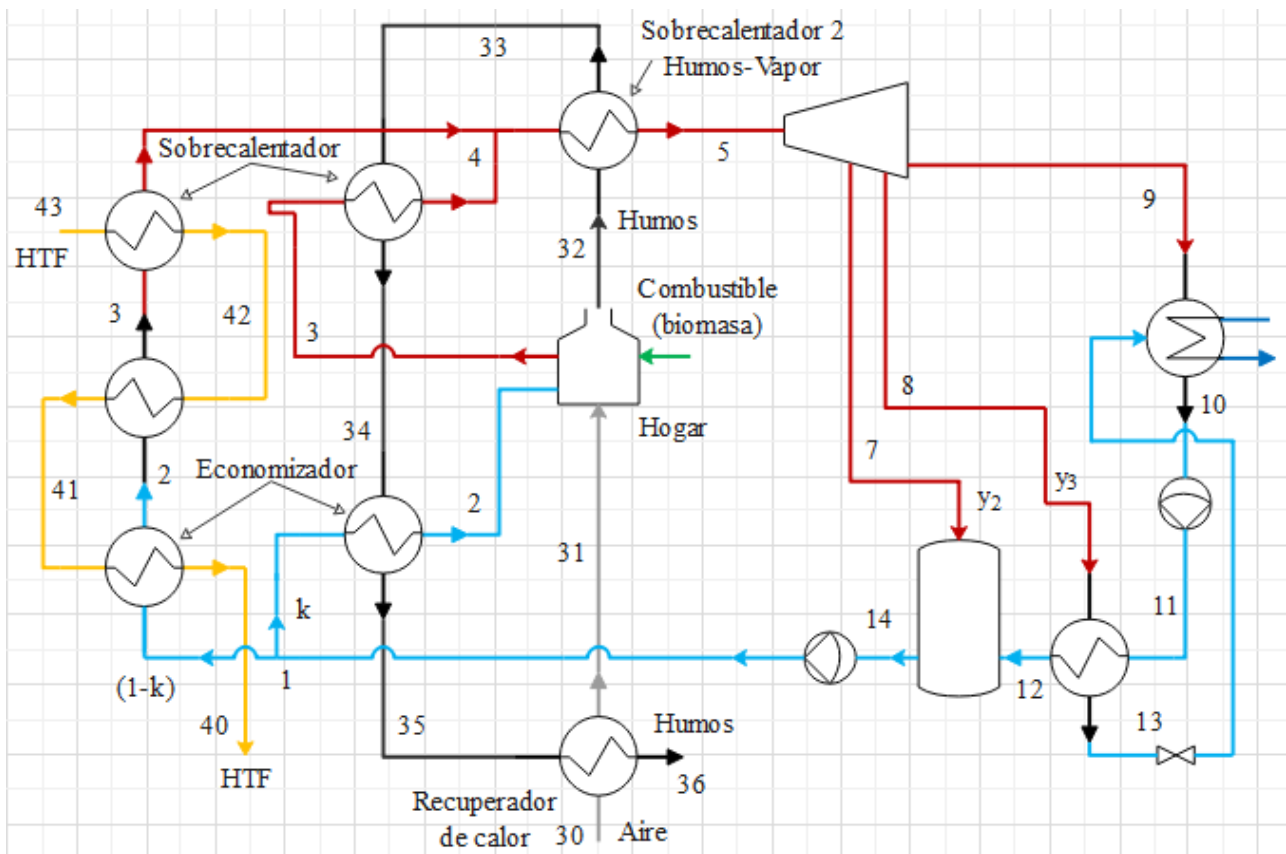 33
Sobrecalentador 2
Humos-Vapor
Sobrecalentador
4
5
43
HTF
9
Humos
32
Combustible
(biomasa)
3
42
3
8
10
Hogar
34
7
Economizador
2
41
2
y3
y2
31
k
11
14
1
12
(1-k)
40
35
Humos
13
HTF
36
Recuperador
de calor
30
Aire